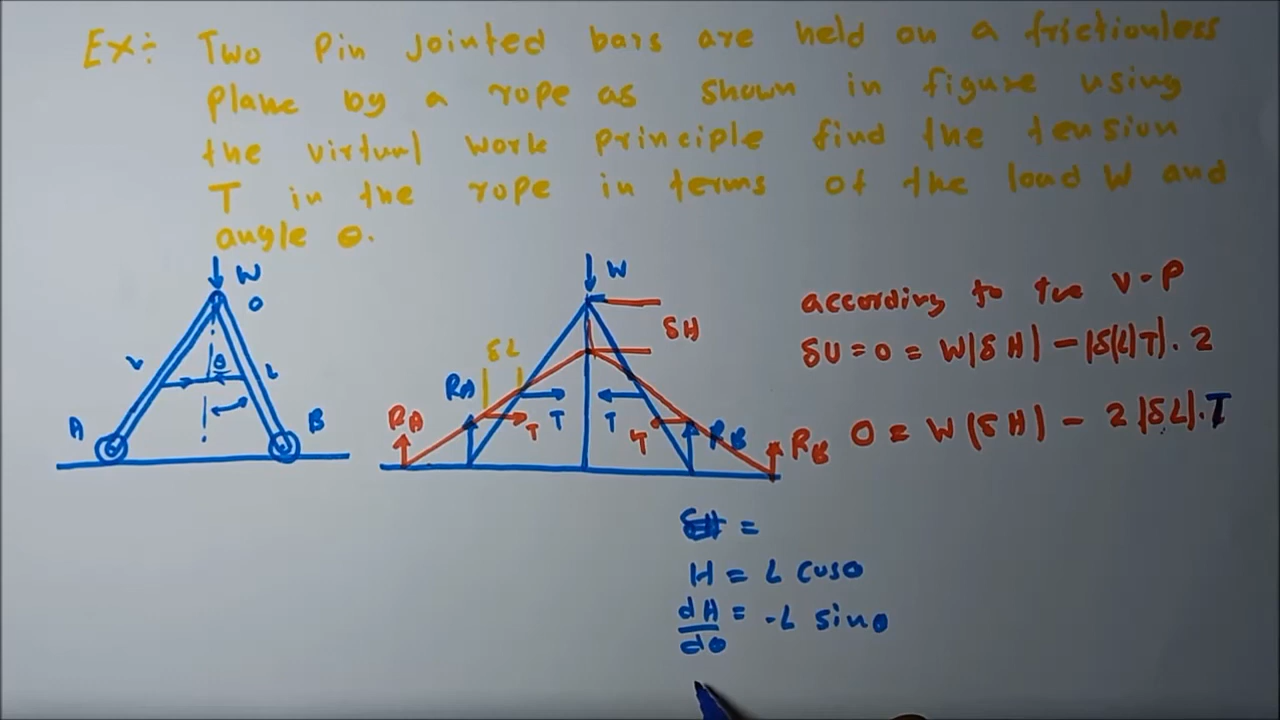 Ex:- Two Pin Jointed bars are held on a frictionless
plane by a rope as shown in figure using
the virtual work principle find the tension
T in the rope in terms of the load W and
angle θ.
W
O
θ
L
L
A
B
W
δH
δL
RA
RA
T
T
T
T
RB
RB
according to the V-P
δU = 0 = W|δH| - |δ(L)T|. 2
0 = W(δH) - 2|δL|.T
δH =
H = L cosθ
dH/dθ = -L sinθ